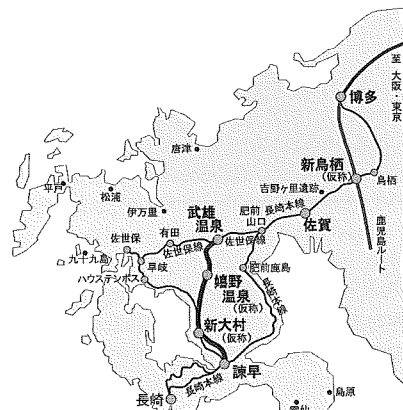 至 大阪・東京
博多
唐津
新鳥栖
(仮称)
鳥栖
吉野ヶ里遺跡
平戸
松浦
伊万里
武雄
温泉
肥前
山口
長崎本線
佐賀
鹿児島ルート
有田
佐世保
佐世保線
佐世保線
九十九島
早岐
ハウステンボス
嬉野
温泉
(仮称)
肥前鹿島
長崎本線
新大村
(仮称)
諫早
長崎本線
長崎
島原
雲仙